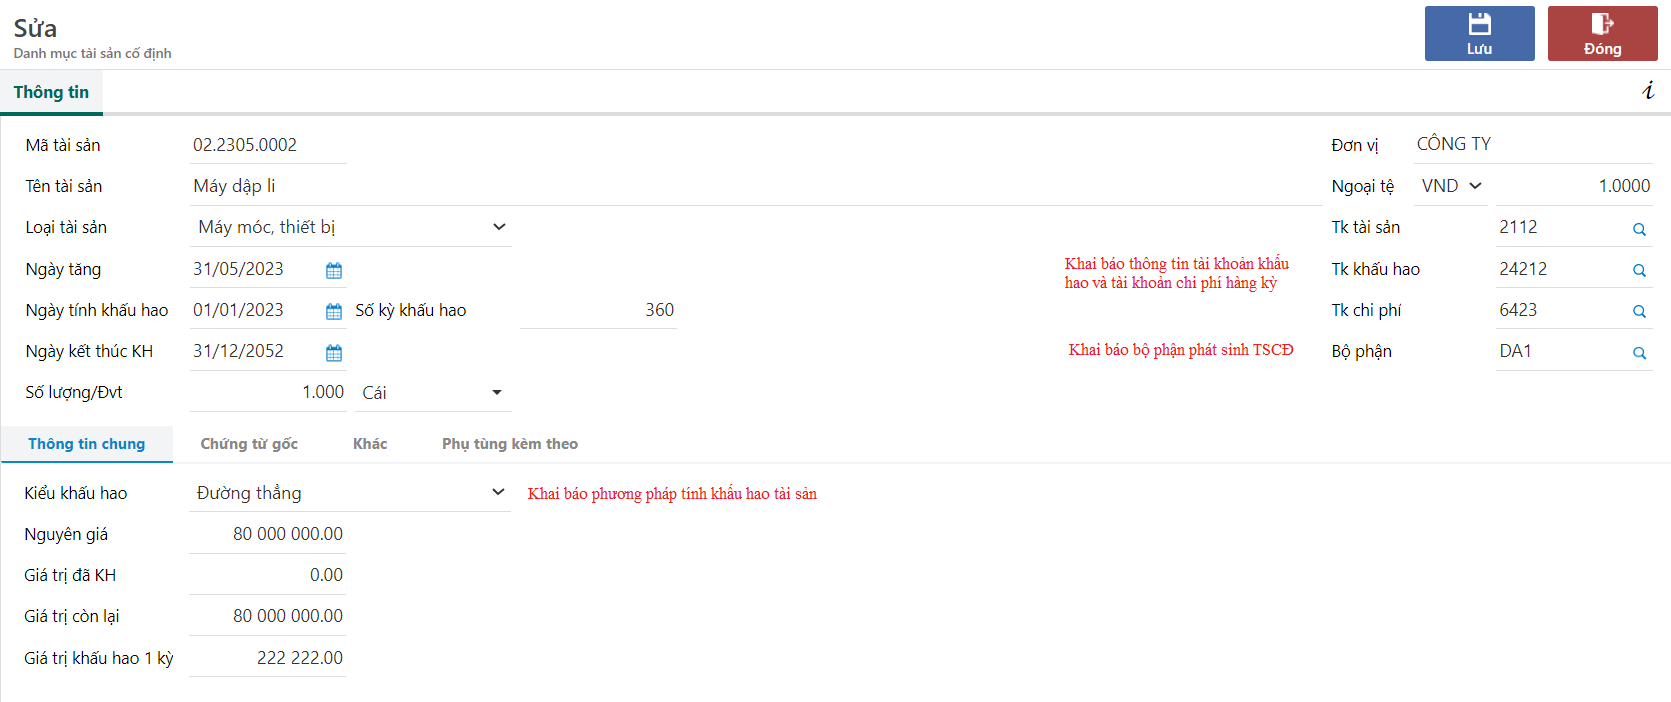 Sửa
Danh mục tài sản cố định
Lưu
Đóng
Thông tin
i
Mã tài sản 02.2305.0002 Đơn vị CÔNG TY
Tên tài sản Máy dập li Ngoại tệ VND 1.0000
Loại tài sản Máy móc, thiết bị Tk tài sản 2112
Ngày tăng 31/05/2023 Khai báo thông tin tài khoản khấu
hao và tài khoản chi phí hàng kỳ Tk khấu hao 24212
Ngày tính khấu hao 01/01/2023 Số kỳ khấu hao 360 Tk chi phí 6423
Ngày kết thúc KH 31/12/2052 Khai báo bộ phận phát sinh TSCĐ Bộ phận DA1
Số lượng/Đvt 1.000 Cái
Thông tin chung Chứng từ gốc Khác Phụ tùng kèm theo
Kiểu khấu hao Đường thẳng Khai báo phương pháp tính khấu hao tài sản
Nguyên giá 80 000 000.00
Giá trị đã KH 0.00
Giá trị còn lại 80 000 000.00
Giá trị khấu hao 1 kỳ 222 222.00